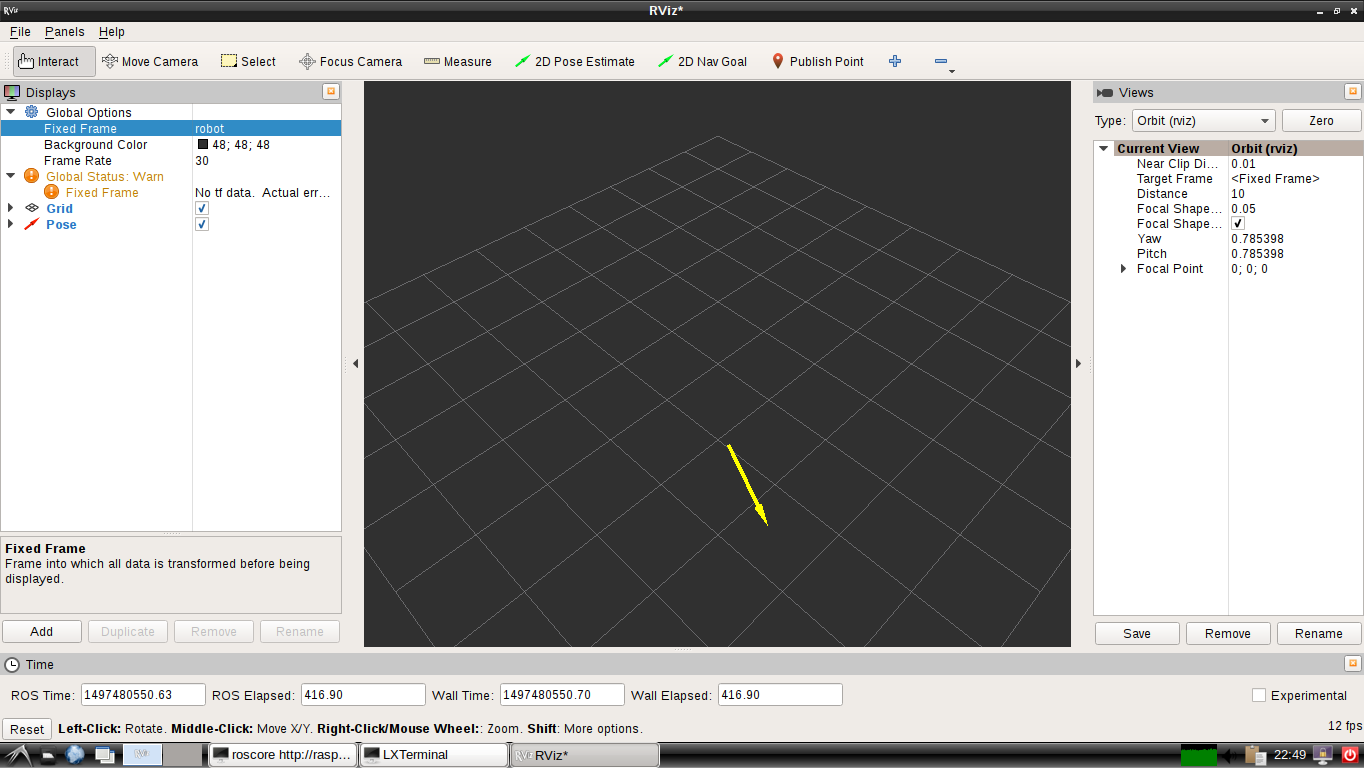 RViz
RViz*
File Panels Help
Interact Move Camera Select Focus Camera Measure 2D Pose Estimate 2D Nav Goal Publish Point
Displays
Global Options
Fixed Frame robot
Background Color 48; 48; 48
Frame Rate 30
Global Status: Warn
Fixed Frame No tf data. Actual err...
Grid
Pose
Fixed Frame
Frame into which all data is transformed before being
displayed.
Add Duplicate Remove Rename
Views
Type: Orbit (rviz) Zero
Current View Orbit (rviz)
Near Clip Di... 0.01
Target Frame <Fixed Frame>
Distance 10
Focal Shape... 0.05
Focal Shape...
Yaw 0.785398
Pitch 0.785398
Focal Point 0; 0; 0
Save Remove Rename
Time
ROS Time: 1497480550.63 ROS Elapsed: 416.90 Wall Time: 1497480550.70 Wall Elapsed: 416.90 Experimental
Reset Left-Click: Rotate. Middle-Click: Move X/Y. Right-Click/Mouse Wheel:: Zoom. Shift: More options. 12 fps
RViz roscore http://rasp... LXTerminal RViz RViz* 22:49